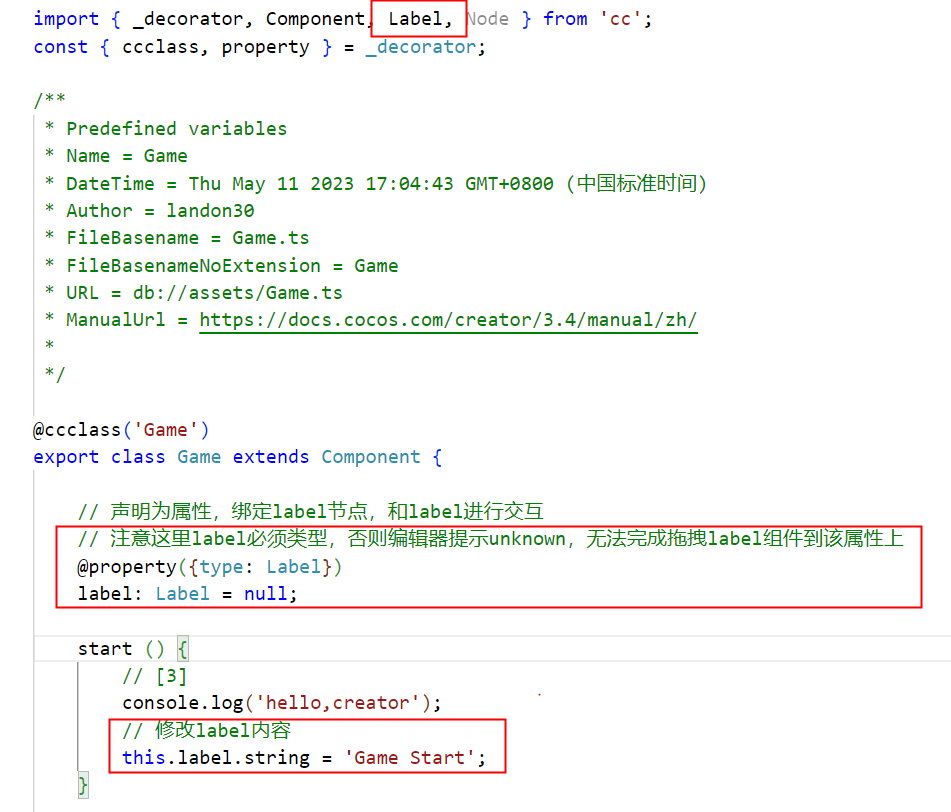 import { _decorator, Component, Label, Node } from 'cc';
const { ccclass, property } = _decorator;
/**
 * Predefined variables
 * Name = Game
 * DateTime = Thu May 11 2023 17:04:43 GMT+0800 (中国标准时间)
 * Author = landon30
 * FileBasename = Game.ts
 * FileBasenameNoExtension = Game
 * URL = db://assets/Game.ts
 * ManualUrl = https://docs.cocos.com/creator/3.4/manual/zh/
 *
 */
@ccclass('Game')
export class Game extends Component {
    // 声明为属性，绑定label节点，和label进行交互
    // 注意这里label必须类型，否则编辑器提示unknown，无法完成拖拽label组件到该属性上
    @property({type: Label})
    label: Label = null;
    start () {
        // [3]
        console.log('hello,creator');
        // 修改label内容
        this.label.string = 'Game Start';
    }